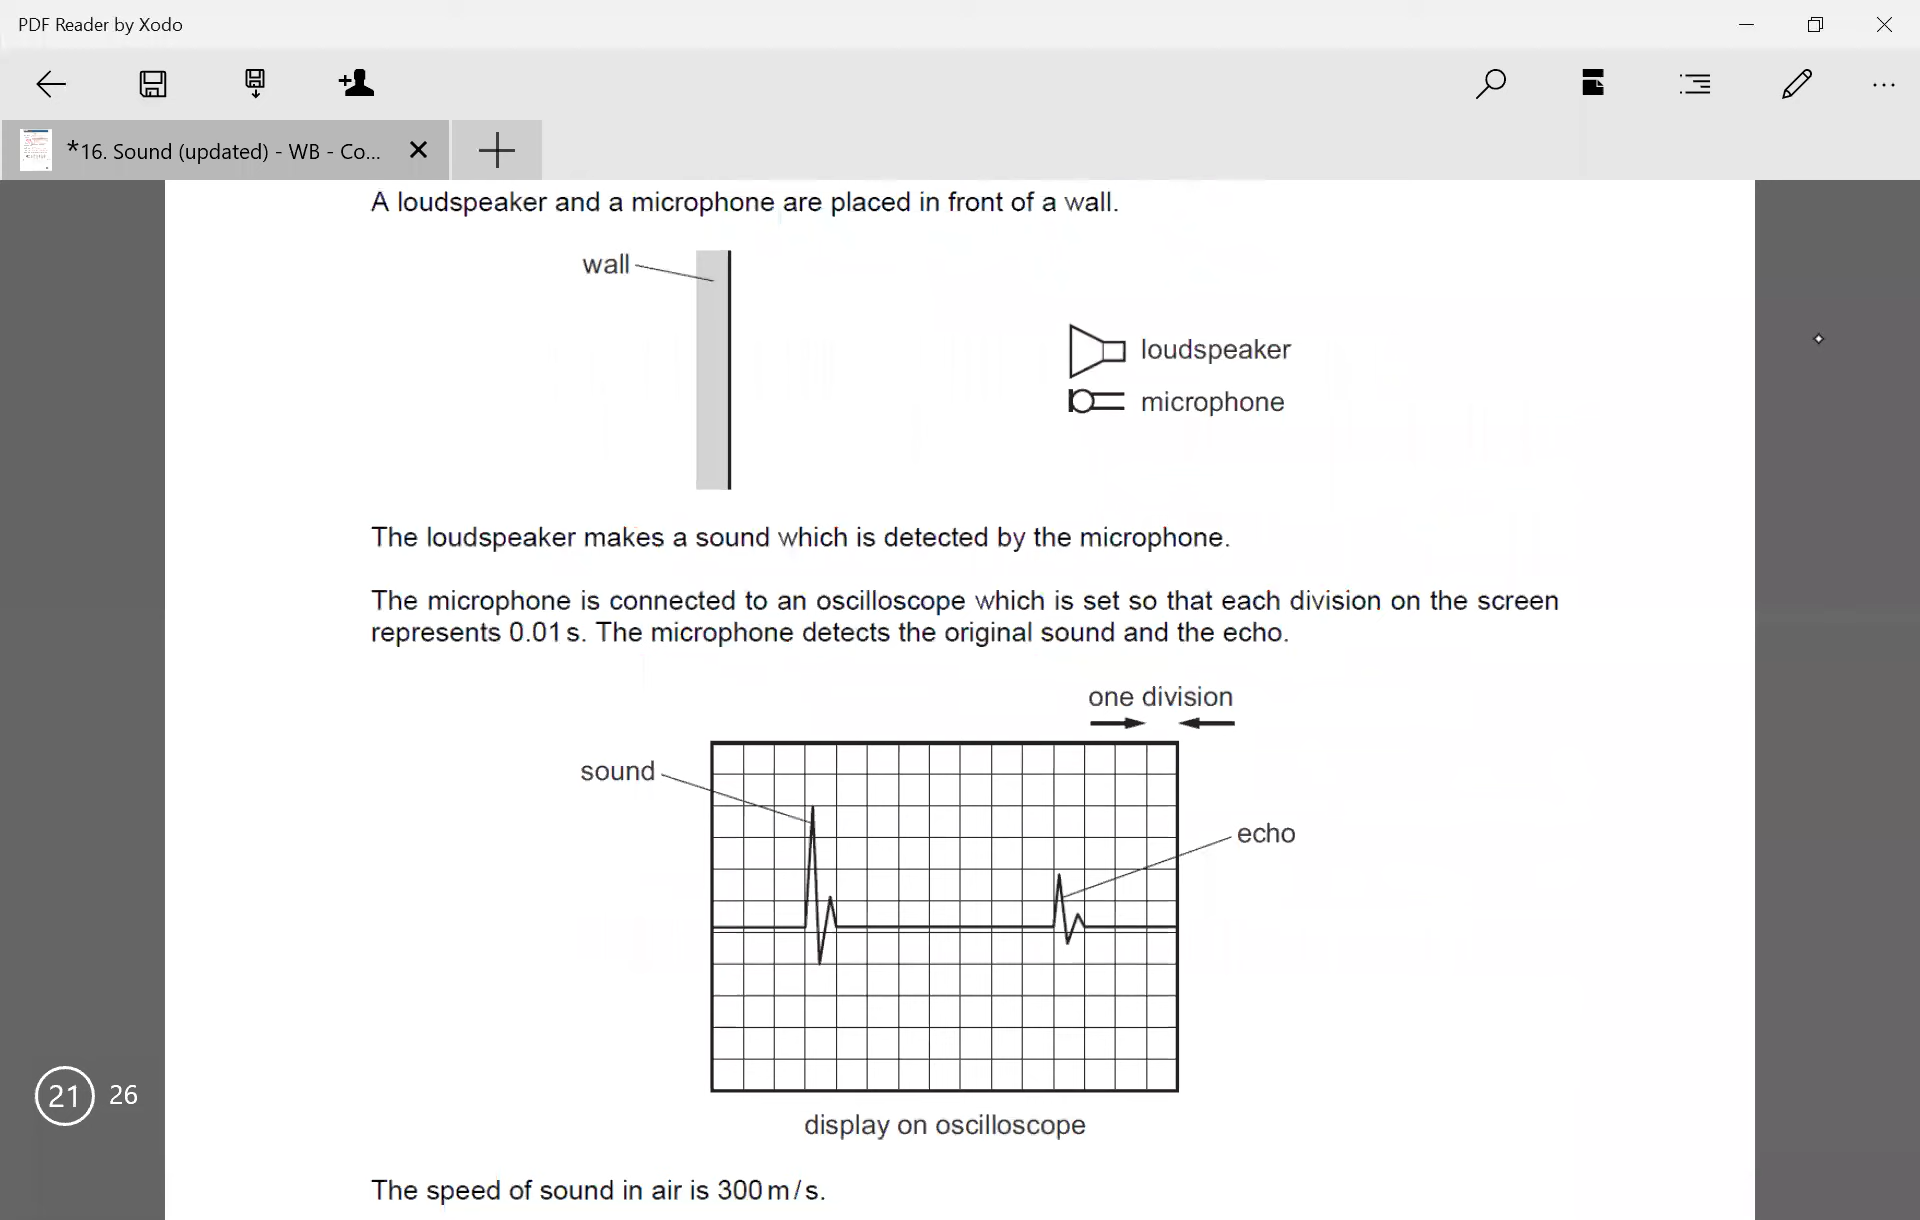 PDF Reader by Xodo
*16. Sound (updated) - WB - Co...
A loudspeaker and a microphone are placed in front of a wall.
wall
loudspeaker
microphone
The loudspeaker makes a sound which is detected by the microphone.
The microphone is connected to an oscilloscope which is set so that each division on the screen
represents 0.01 s. The microphone detects the original sound and the echo.
one division
sound
echo
21 26
display on oscilloscope
The speed of sound in air is 300 m / s.